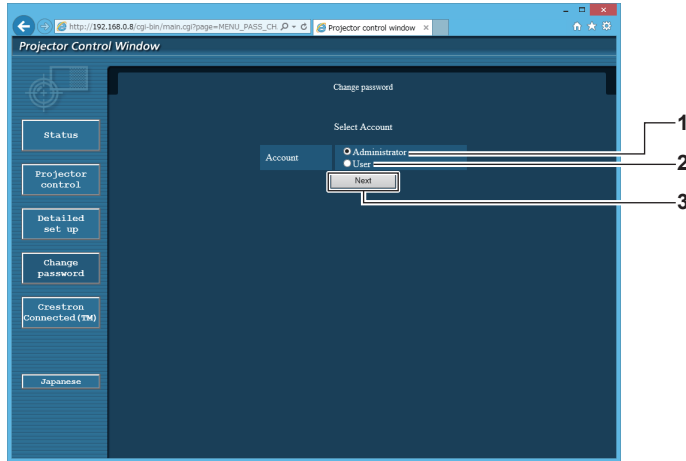 http://192.168.0.8/cgi-bin/main.cgi?page=MENU_PASS_CH
Projector control window
Projector Control Window
Change password
Select Account
Account
Administrator
User
Next
Status
Projector
control
Detailed
set up
Change
password
Crestron
Connected(TM)
Japanese
1
2
3